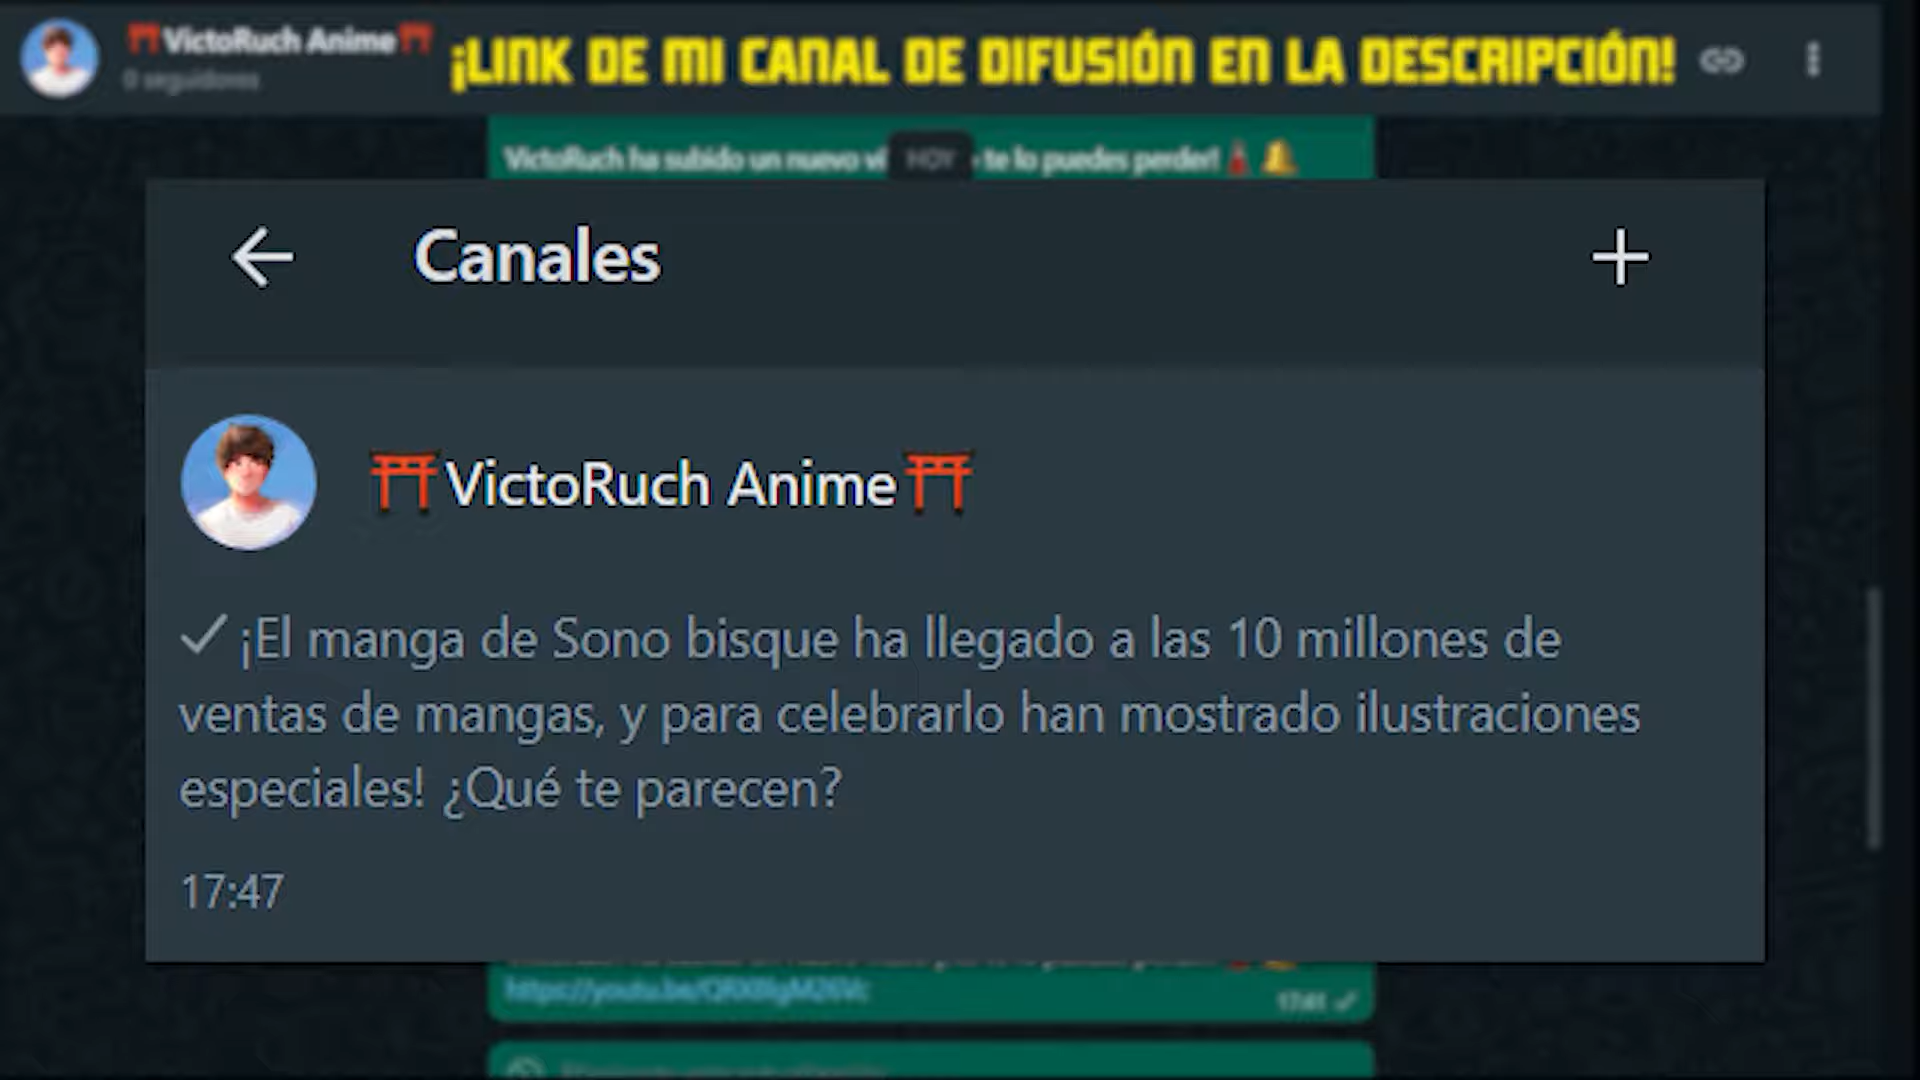 ⛩️VictoRuch Anime⛩️
0 seguidores
¡LINK DE MI CANAL DE DIFUSIÓN EN LA DESCRIPCIÓN!
VictoRuch ha subido un nuevo te lo puedes perder!
HOY
Canales
⛩️VictoRuch Anime⛩️
¡El manga de Sono bisque ha llegado a las 10 millones de
ventas de mangas, y para celebrarlo han mostrado ilustraciones
especiales! ¿Qué te parecen?
17:47